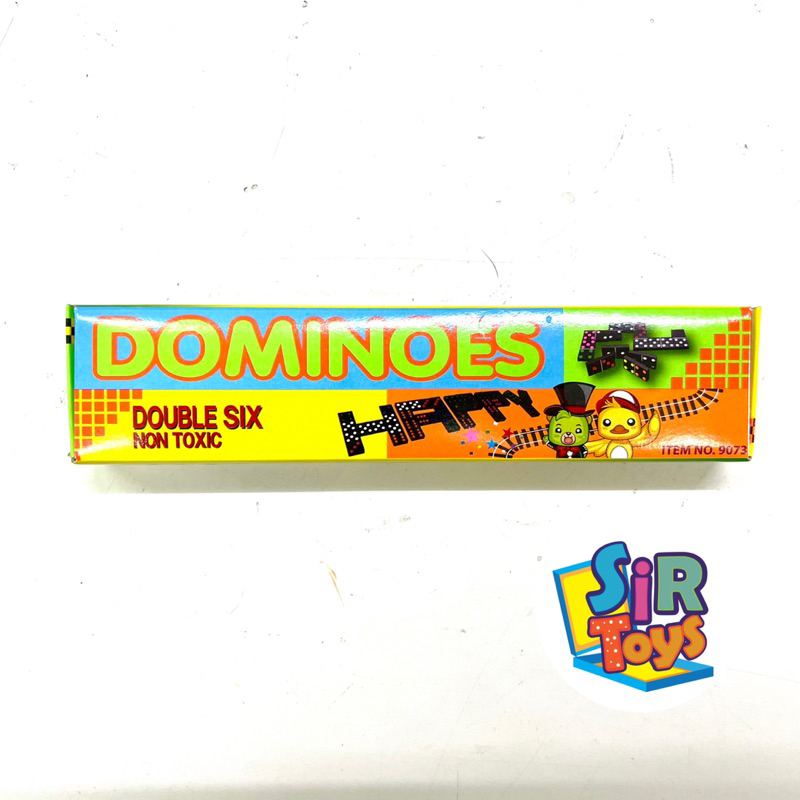 DOMINOES
DOUBLE SIX
NON TOXIC
HAPPY
ITEM NO. 9073
SiR
Toys